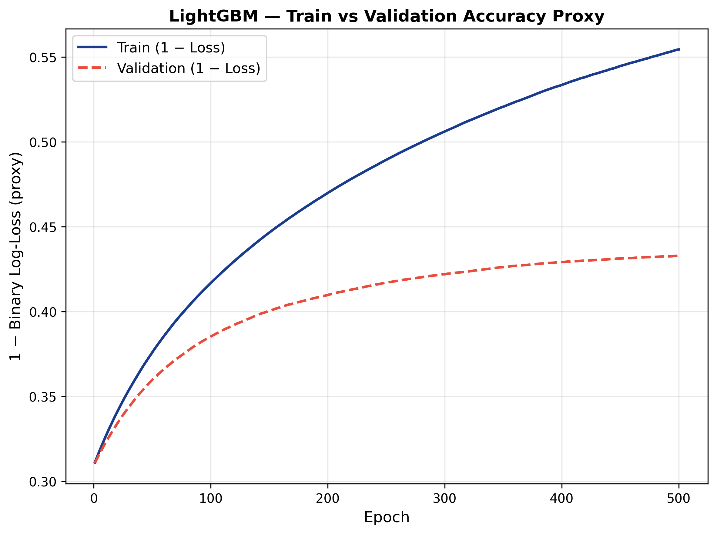 LightGBM — Train vs Validation Accuracy Proxy
Train (1 − Loss)
Validation (1 − Loss)
1 − Binary Log-Loss (proxy)
0.55
0.50
0.45
0.40
0.35
0.30
0 100 200 300 400 500
Epoch